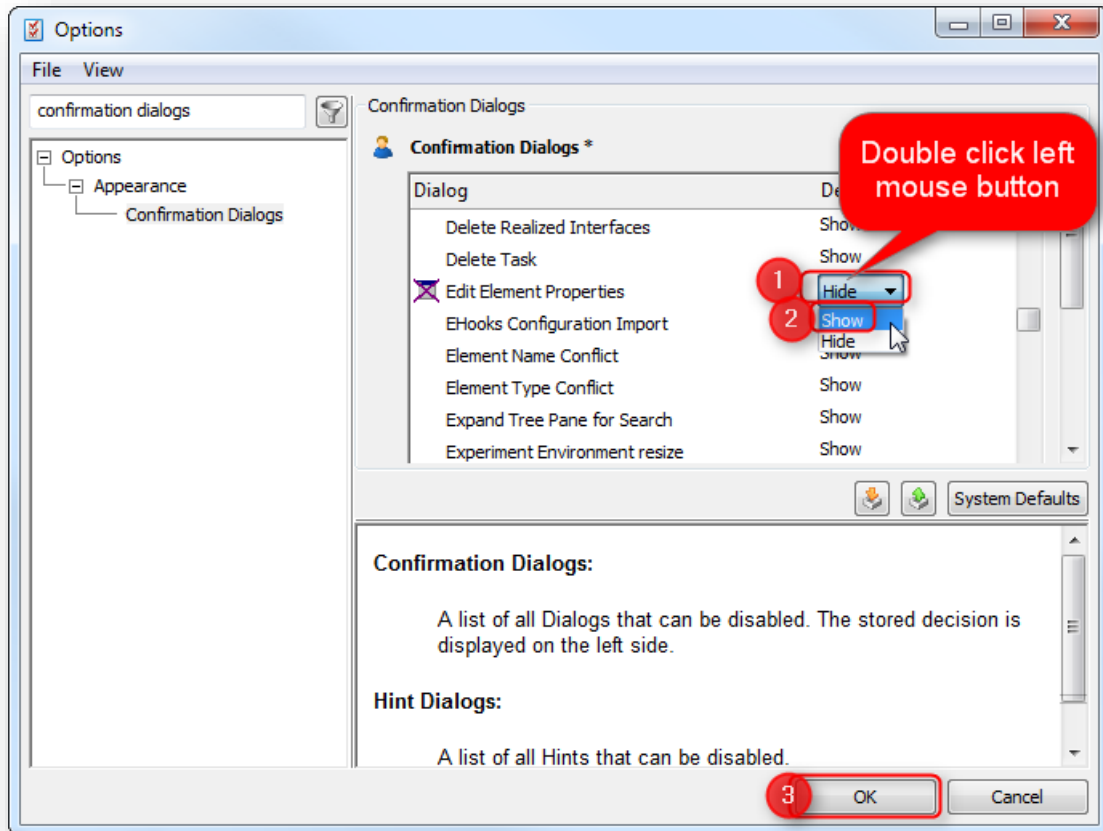 Options
File View
confirmation dialogs
Options
Appearance
Confirmation Dialogs
Confirmation Dialogs
Confirmation Dialogs *
Double click left
mouse button
Dialog
Delete Realized Interfaces Show
Delete Task Show
1
Edit Element Properties Hide
2
EHooks Configuration Import Show
Hide
Element Name Conflict Show
Element Type Conflict Show
Expand Tree Pane for Search Show
Experiment Environment resize Show
System Defaults
Confirmation Dialogs:
A list of all Dialogs that can be disabled. The stored decision is
displayed on the left side.
Hint Dialogs:
A list of all Hints that can be disabled.
3
OK Cancel